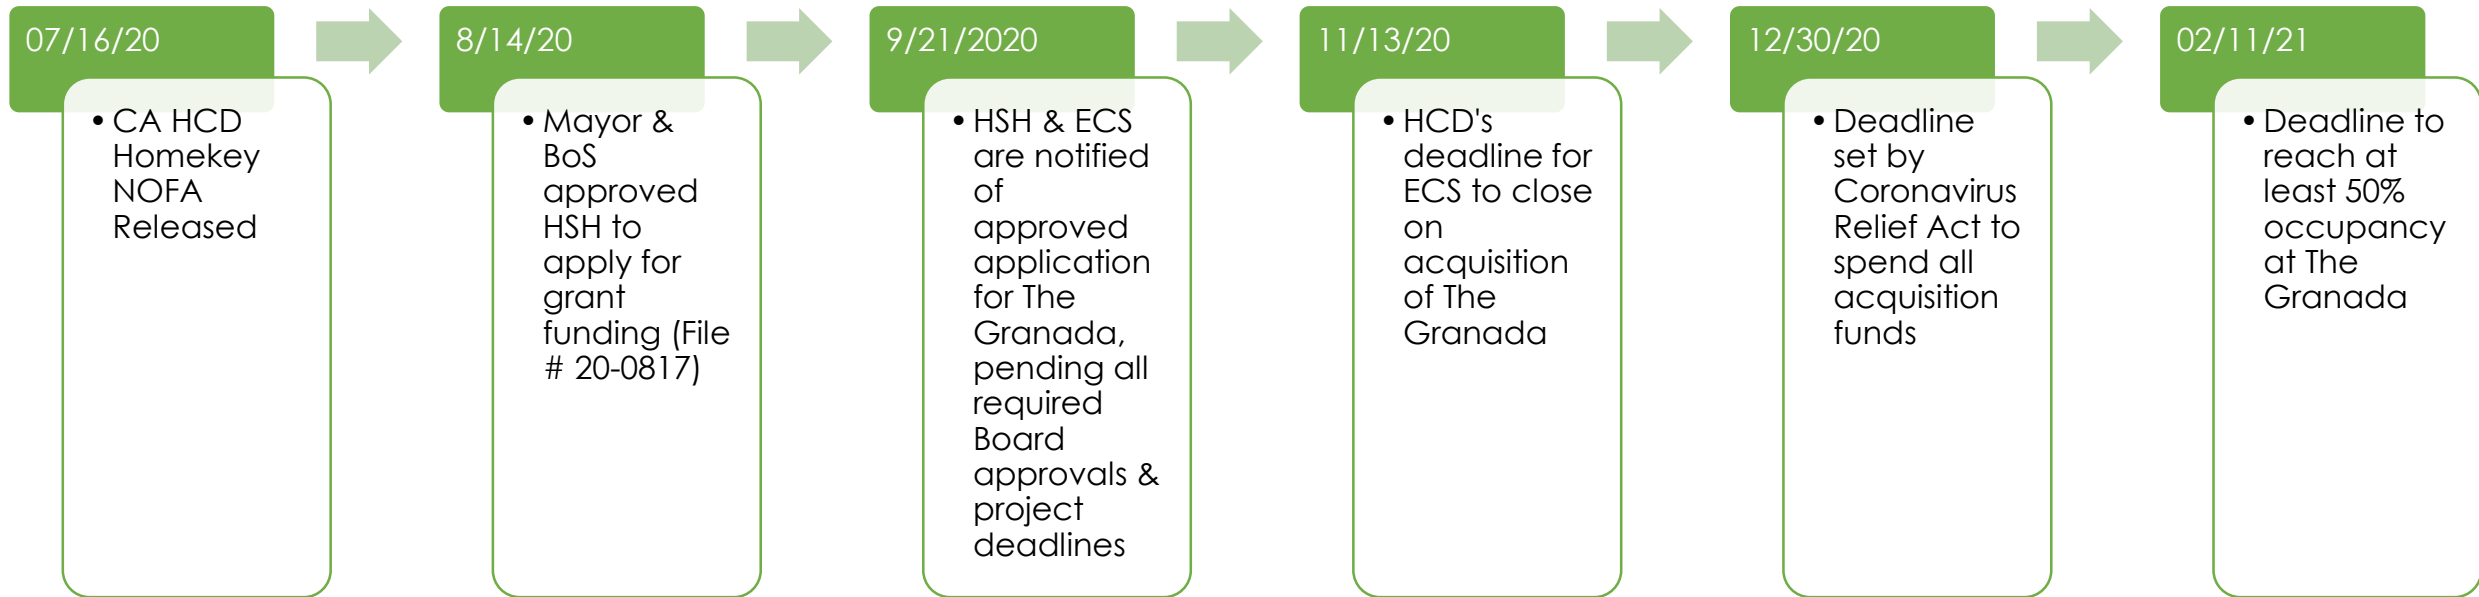 07/16/20
• CA HCD
Homekey
NOFA
Released
8/14/20
• Mayor &
BoS
approved
HSH to
apply for
grant
funding (File
# 20-0817)
9/21/2020
• HSH & ECS
are notified
of
approved
application
for The
Granada,
pending all
required
Board
approvals &
project
deadlines
11/13/20
• HCD's
deadline for
ECS to close
on
acquisition
of The
Granada
12/30/20
• Deadline
set by
Coronavirus
Relief Act to
spend all
acquisition
funds
02/11/21
• Deadline to
reach at
least 50%
occupancy
at The
Granada